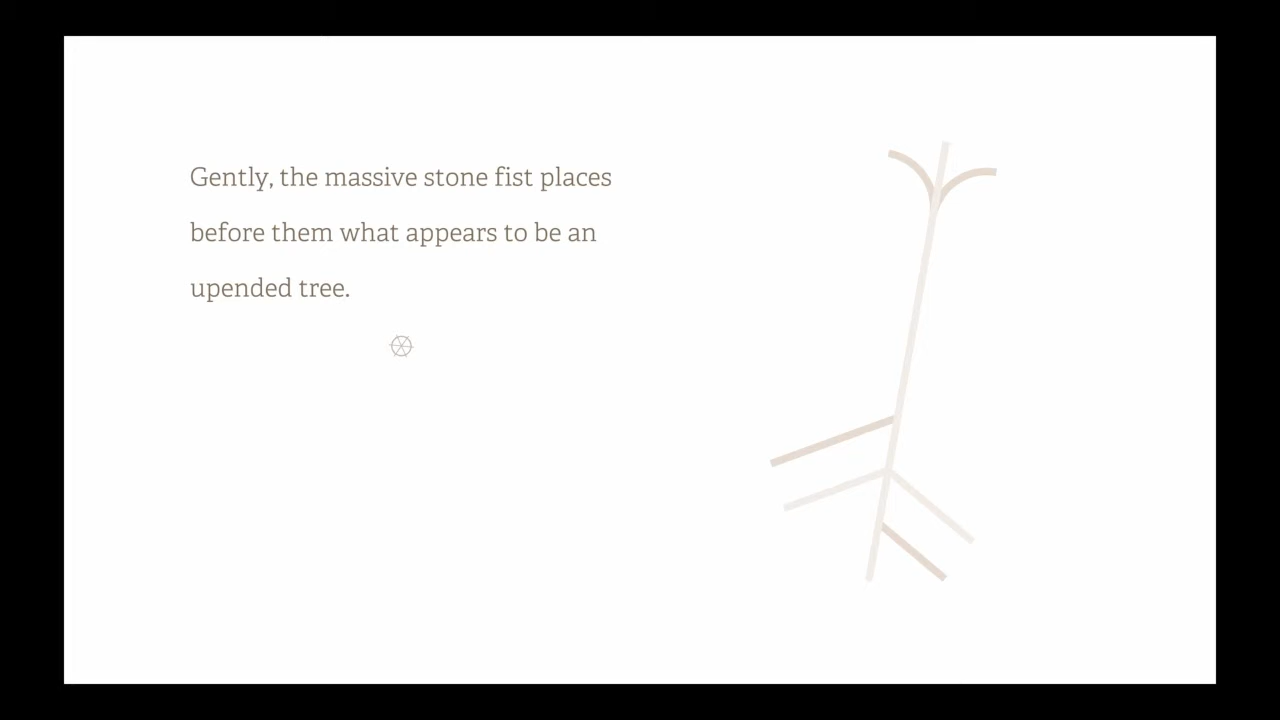 Gently, the massive stone fist places
before them what appears to be an
upended tree.